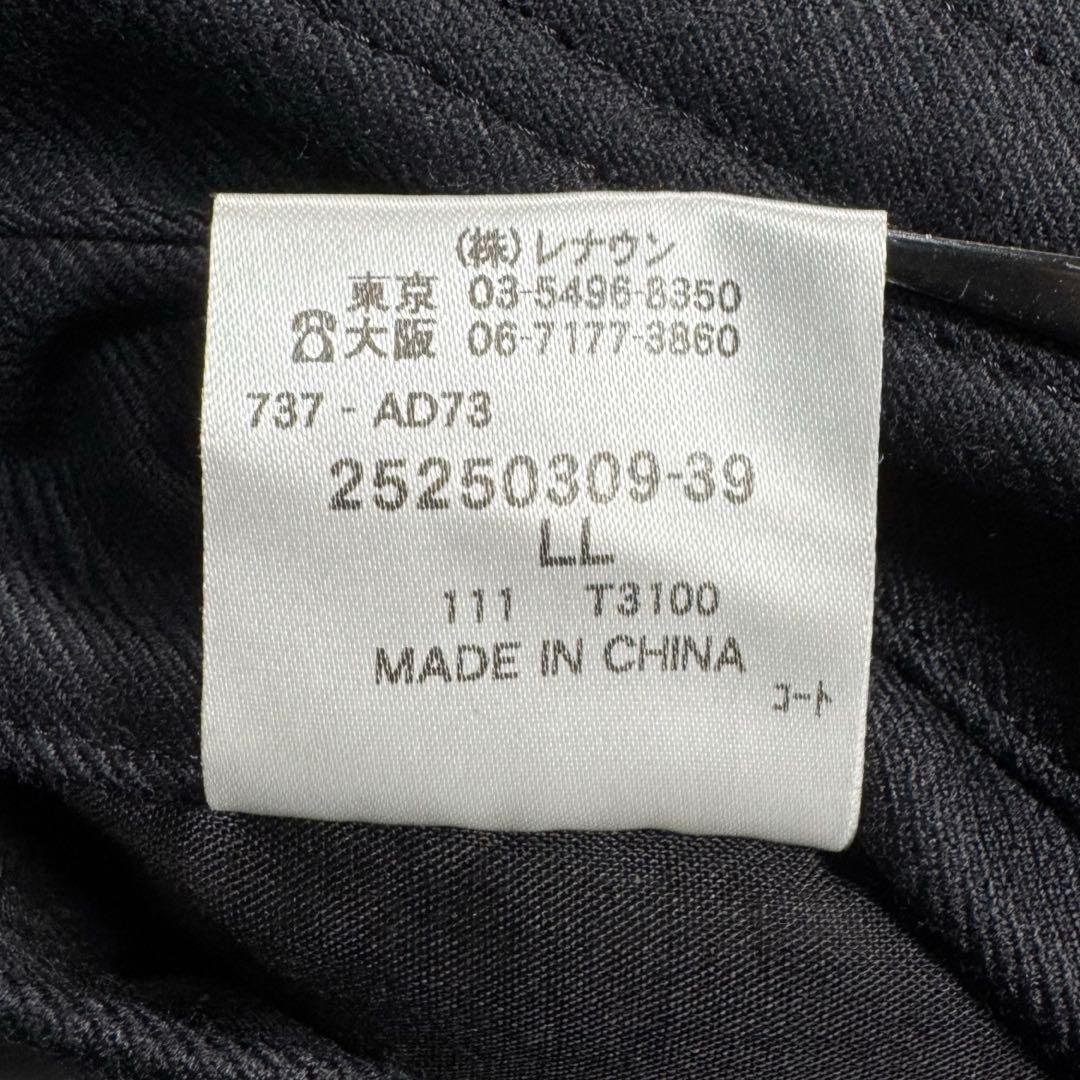 (株)レナウン
東京 03-5496-8350
☎大阪 06-7177-3860
737 - AD73
25250309-39
LL
111 T3100
MADE IN CHINA
コート